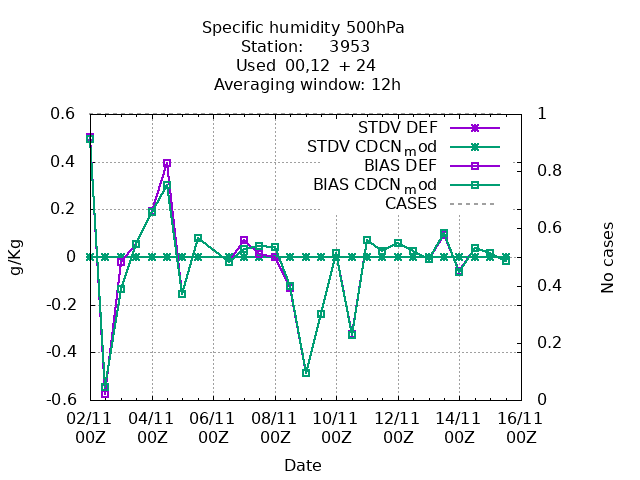 Specific humidity 500hPa
Station: 3953
Used 00,12 + 24
Averaging window: 12h
STDV DEF
STDV CDCNmod
BIAS DEF
BIAS CDCNmod
CASES
g/Kg
0.6
0.4
0.2
0
-0.2
-0.4
-0.6
1
0.8
0.6
0.4
0.2
0
No cases
02/11 04/11 06/11 08/11 10/11 12/11 14/11 16/11
00Z 00Z 00Z 00Z 00Z 00Z 00Z 00Z
Date